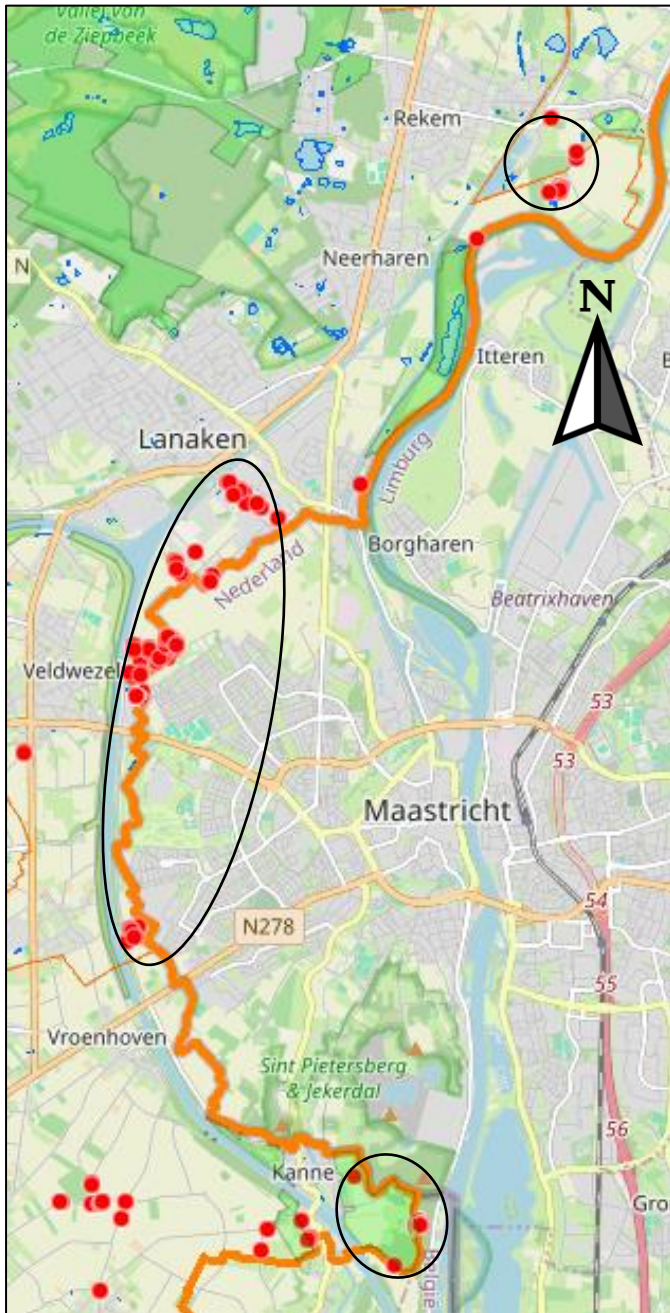 Vallei van
de Ziepbeek
Rekem
N
Neerharen
N
Itteren
Lanaken
Limburg
Borgharen
Nederland
Beatrixhaven
Veldwezelt
53
53
Maastricht
54
N278
55
Vroenhoven
Sint Pietersberg
& Jekerdal
56
Kanne
Gro
België